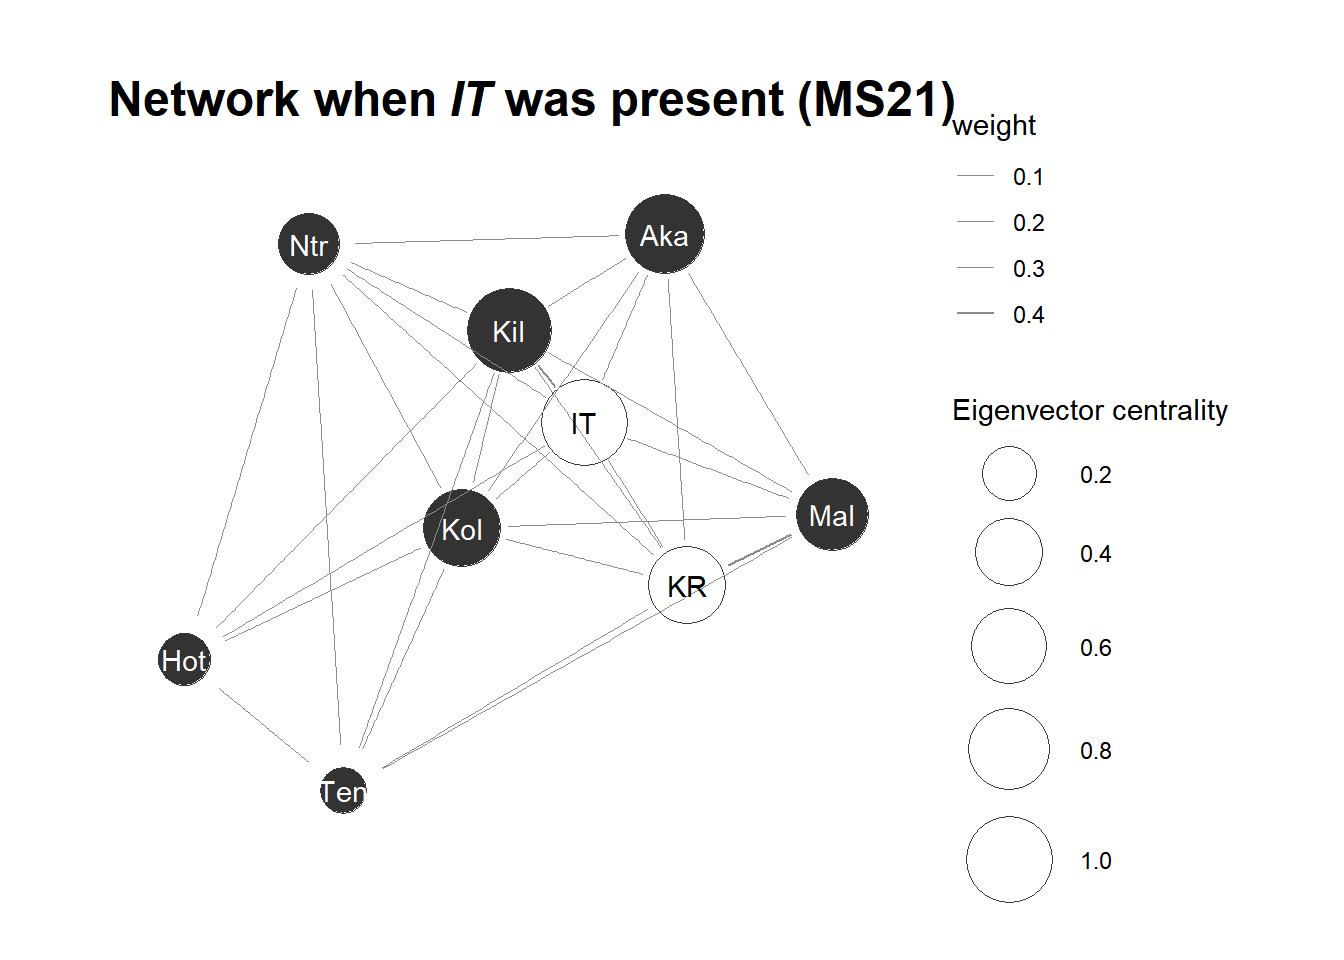 Network when IT was present (MS21)
weight
0.1
0.2
0.3
0.4
Ntr
Aka
Kil
IT
Kol
Mal
KR
Hot
Ten
Eigenvector centrality
0.2
0.4
0.6
0.8
1.0